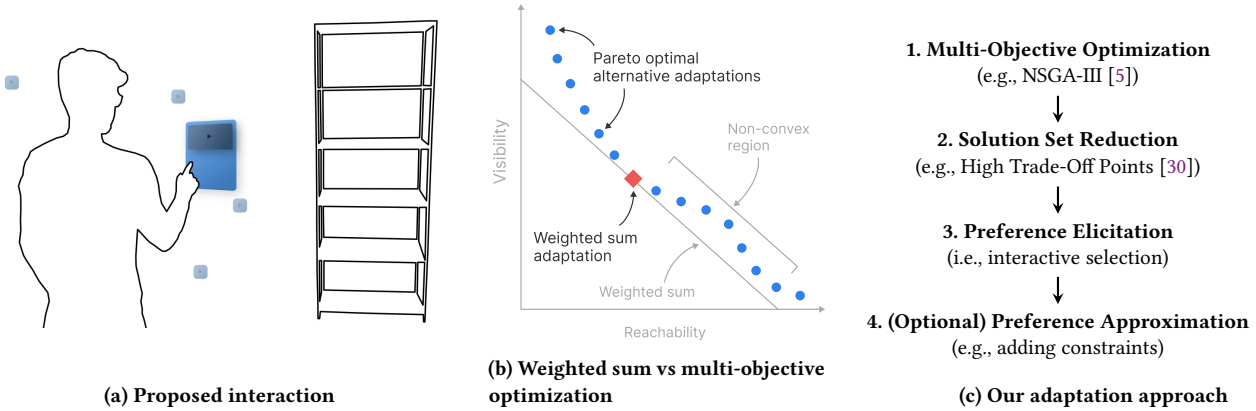 (a) Proposed interaction
Visibility
Pareto optimal
alternative adaptations
Non-convex
region
Weighted sum
adaptation
Weighted sum
Reachability
(b) Weighted sum vs multi-objective
optimization
1. Multi-Objective Optimization
(e.g., NSGA-III [5])
2. Solution Set Reduction
(e.g., High Trade-Off Points [30])
3. Preference Elicitation
(i.e., interactive selection)
4. (Optional) Preference Approximation
(e.g., adding constraints)
(c) Our adaptation approach